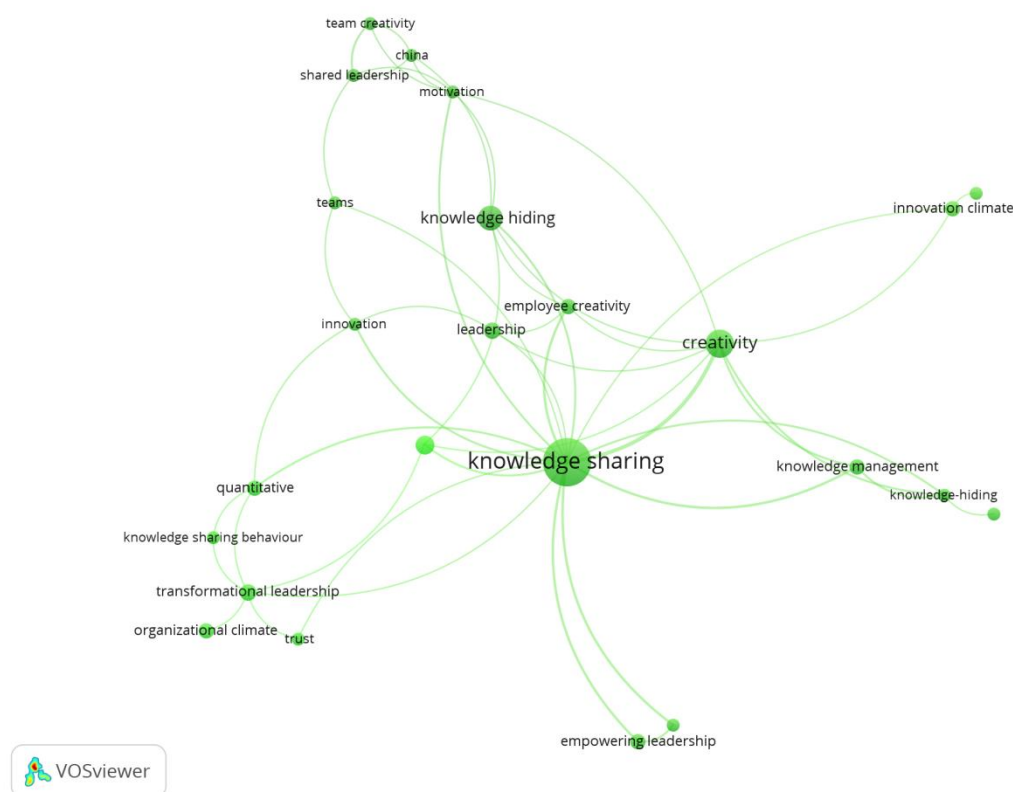 team creativity
china
shared leadership
motivation
teams
knowledge hiding
innovation climate
employee creativity
innovation
leadership
creativity
knowledge sharing
knowledge management
quantitative
knowledge-hiding
knowledge sharing behaviour
transformational leadership
organizational climate
trust
empowering leadership
VOSviewer